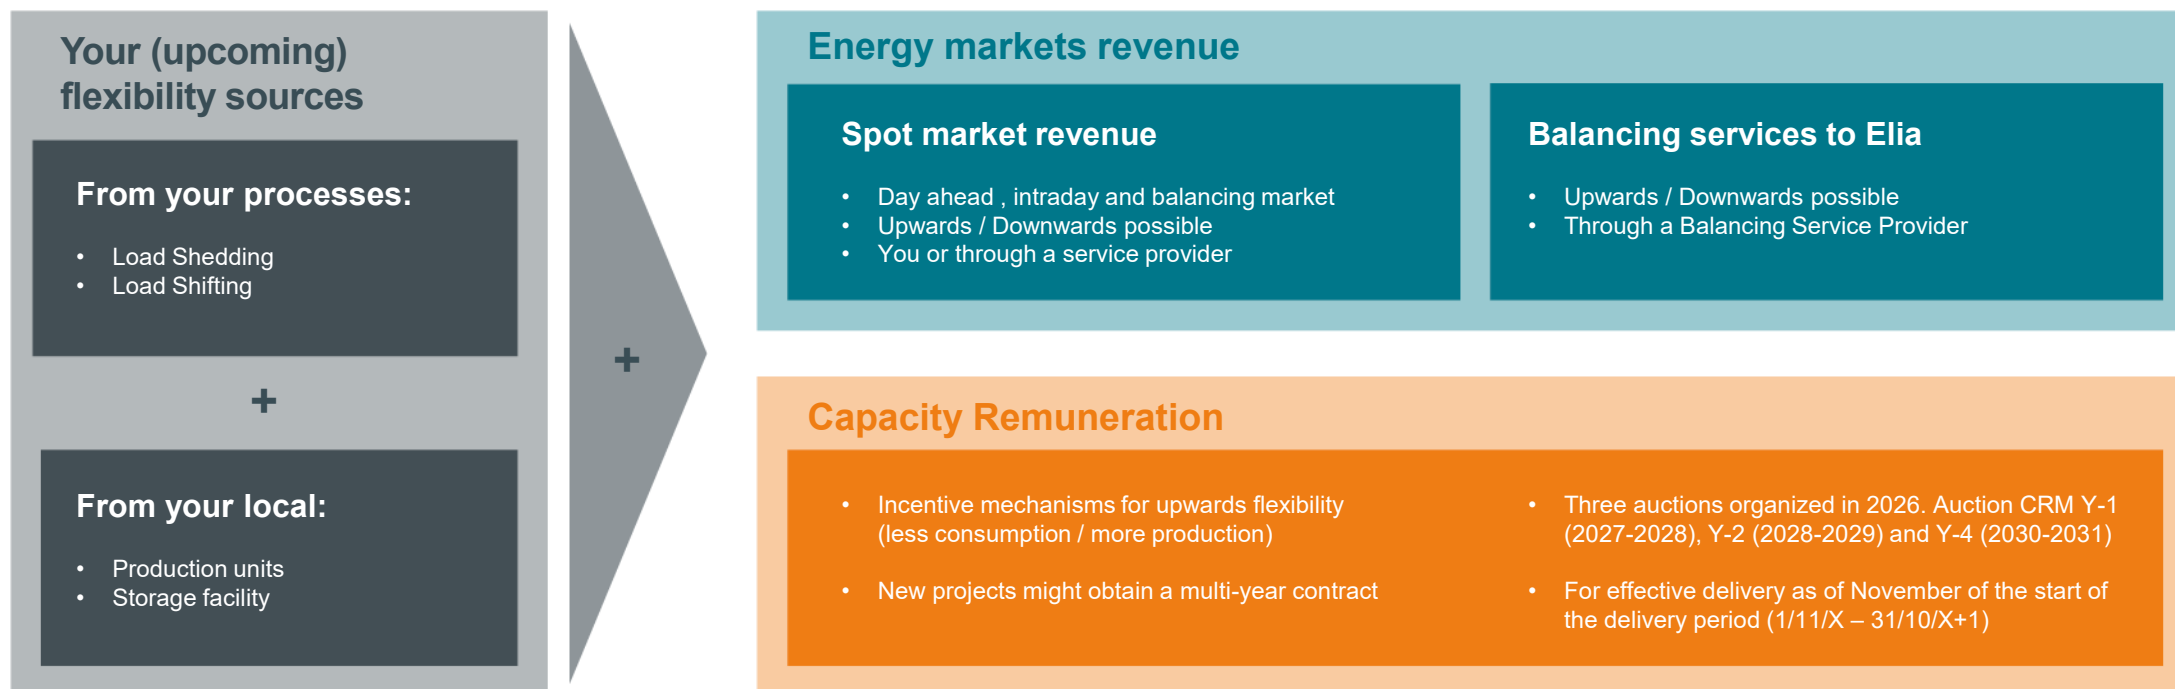 Your (upcoming)
flexibility sources
From your processes:
• Load Shedding
• Load Shifting
+
From your local:
• Production units
• Storage facility
+
Energy markets revenue
Spot market revenue
• Day ahead , intraday and balancing market
• Upwards / Downwards possible
• You or through a service provider
Balancing services to Elia
• Upwards / Downwards possible
• Through a Balancing Service Provider
Capacity Remuneration
• Incentive mechanisms for upwards flexibility
(less consumption / more production)
• New projects might obtain a multi-year contract
• Three auctions organized in 2026. Auction CRM Y-1
(2027-2028), Y-2 (2028-2029) and Y-4 (2030-2031)
• For effective delivery as of November of the start of
the delivery period (1/11/X – 31/10/X+1)